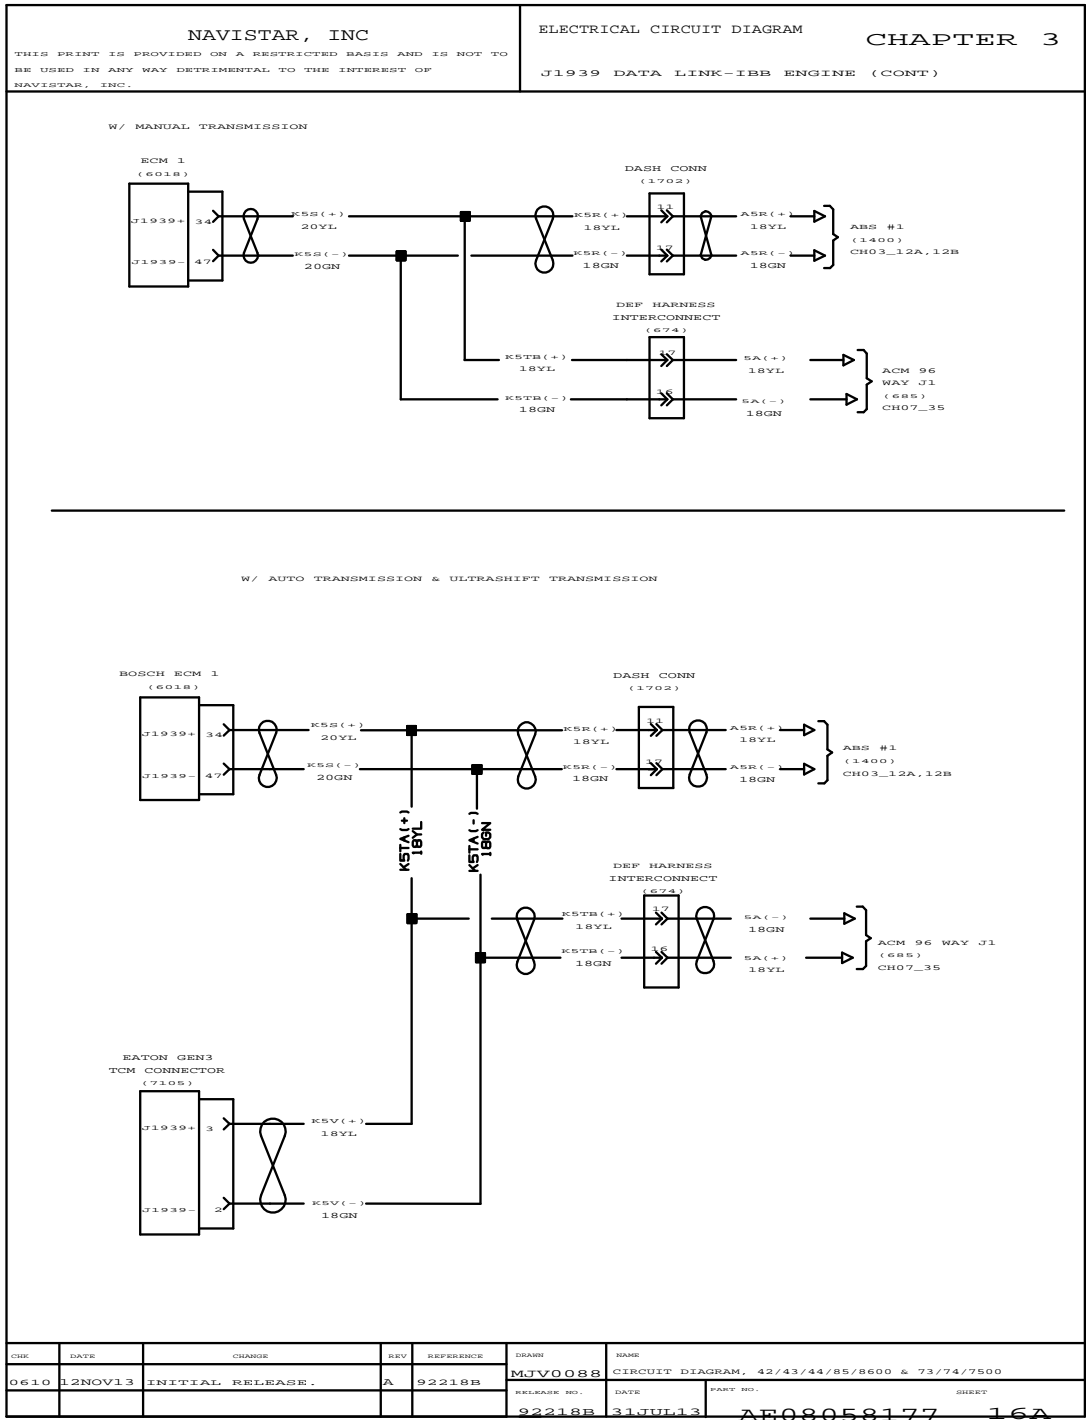 NAVISTAR, INC
THIS PRINT IS PROVIDED ON A RESTRICTED BASIS AND IS NOT TO
BE USED IN ANY WAY DETRIMENTAL TO THE INTEREST OF
NAVISTAR, INC.
ELECTRICAL CIRCUIT DIAGRAM
CHAPTER 3
J1939 DATA LINK-IBB ENGINE (CONT)
W/ MANUAL TRANSMISSION
ECM 1
(6018)
J1939+ 34
J1939- 47
K5S(+)
20YL
K5S(-)
20GN
K5R(+)
18YL
K5R(-)
18GN
DASH CONN
(1702)
11
17
A5R(+)
18YL
A5R(-)
18GN
ABS #1
(1400)
CH03_12A,12B
DEF HARNESS
INTERCONNECT
(674)
17
16
K5TB(+)
18YL
K5TB(-)
18GN
5A(+)
18YL
5A(-)
18GN
ACM 96
WAY J1
(685)
CH07_35
W/ AUTO TRANSMISSION & ULTRASHIFT TRANSMISSION
BOSCH ECM 1
(6018)
J1939+ 34
J1939- 47
K5S(+)
20YL
K5S(-)
20GN
K5R(+)
18YL
K5R(-)
18GN
DASH CONN
(1702)
11
17
A5R(+)
18YL
A5R(-)
18GN
ABS #1
(1400)
CH03_12A,12B
K5TA(+)
18YL
K5TA(-)
18GN
DEF HARNESS
INTERCONNECT
(674)
17
16
K5TB(+)
18YL
K5TB(-)
18GN
5A(-)
18GN
5A(+)
18YL
ACM 96 WAY J1
(685)
CH07_35
EATON GEN3
TCM CONNECTOR
(7105)
J1939+ 3
J1939- 2
K5V(+)
18YL
K5V(-)
18GN
CHK DATE CHANGE REV REFERENCE
0610 12NOV13 INITIAL RELEASE. A 92218B
DRAWN
MJV0088
NAME
CIRCUIT DIAGRAM, 42/43/44/85/8600 & 73/74/7500
RELEASE NO.
92218B
DATE
31JUL13
PART NO.
AE08058177
SHEET
16A